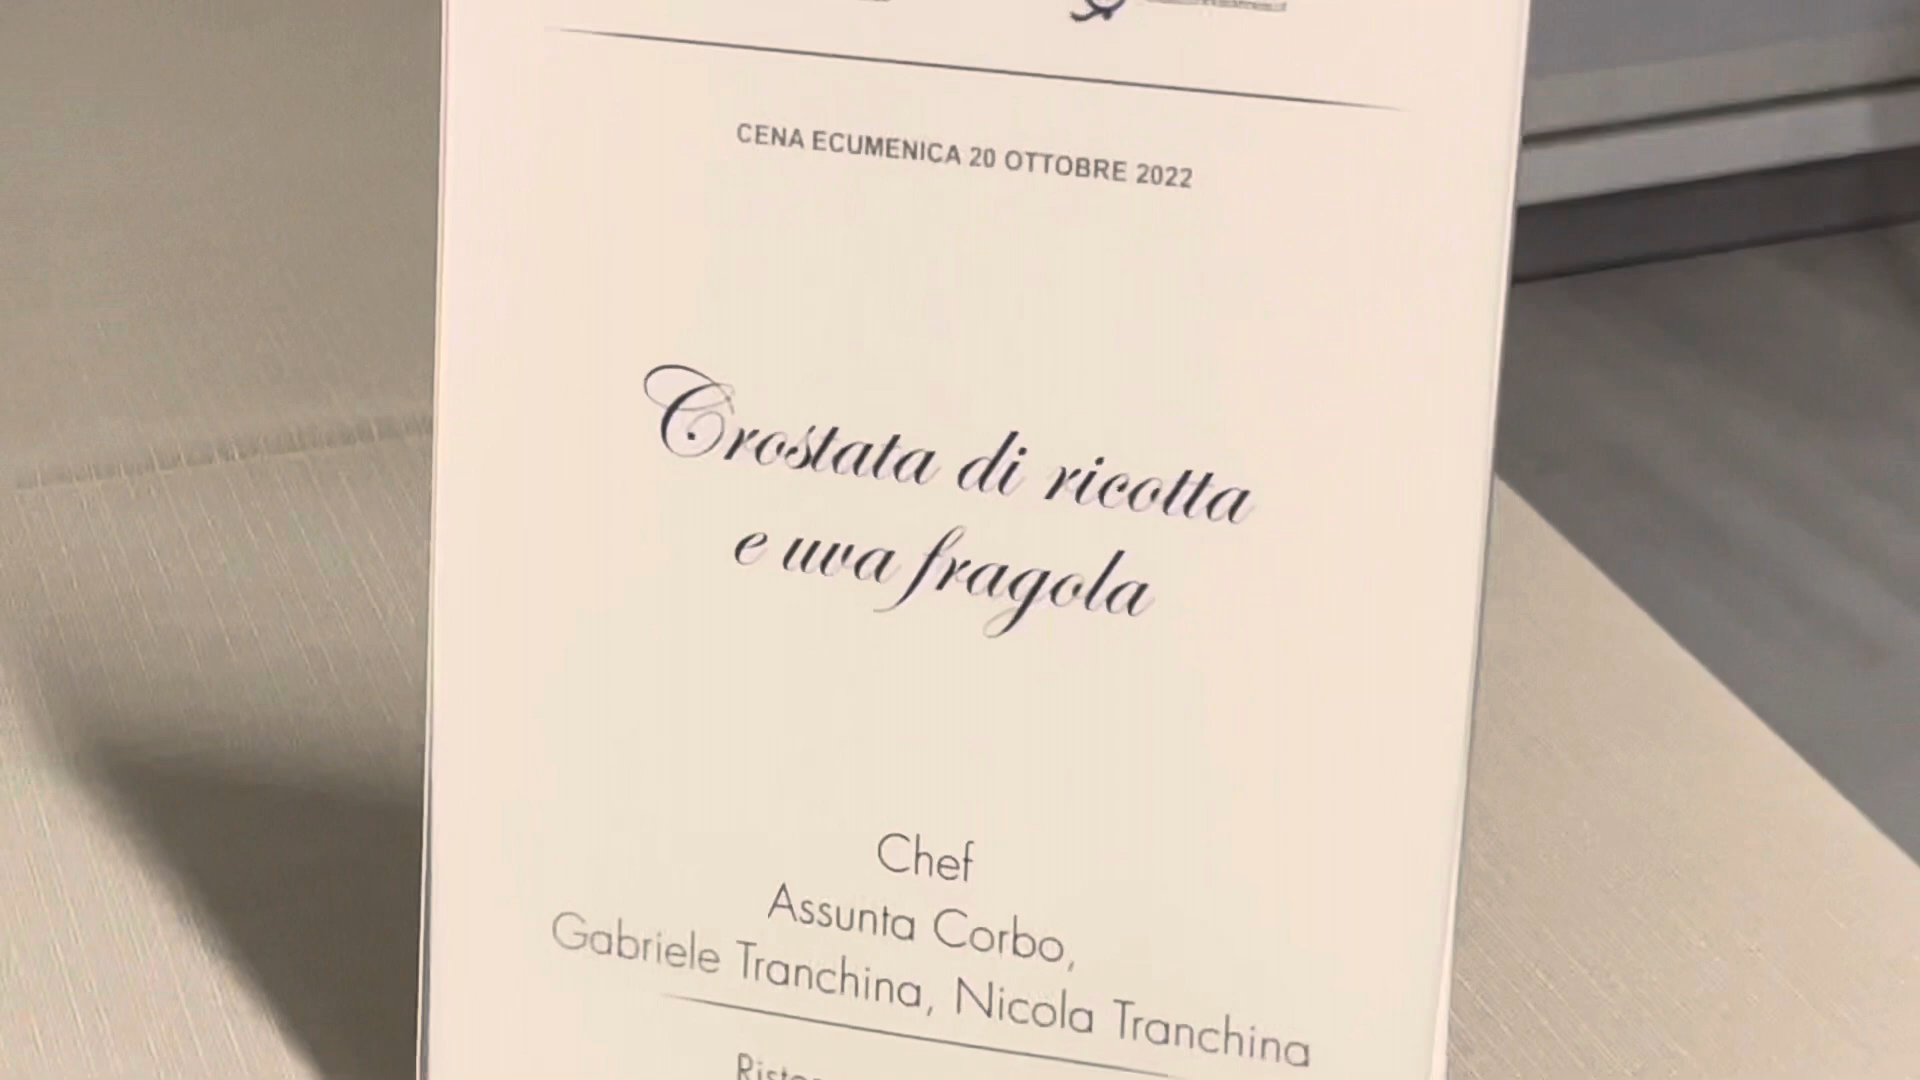 CENA ECUMENICA 20 OTTOBRE 2022
Crostata di ricotta
e uva fragola
Chef
Assunta Corbo,
Gabriele Tranchina, Nicola Tranchina